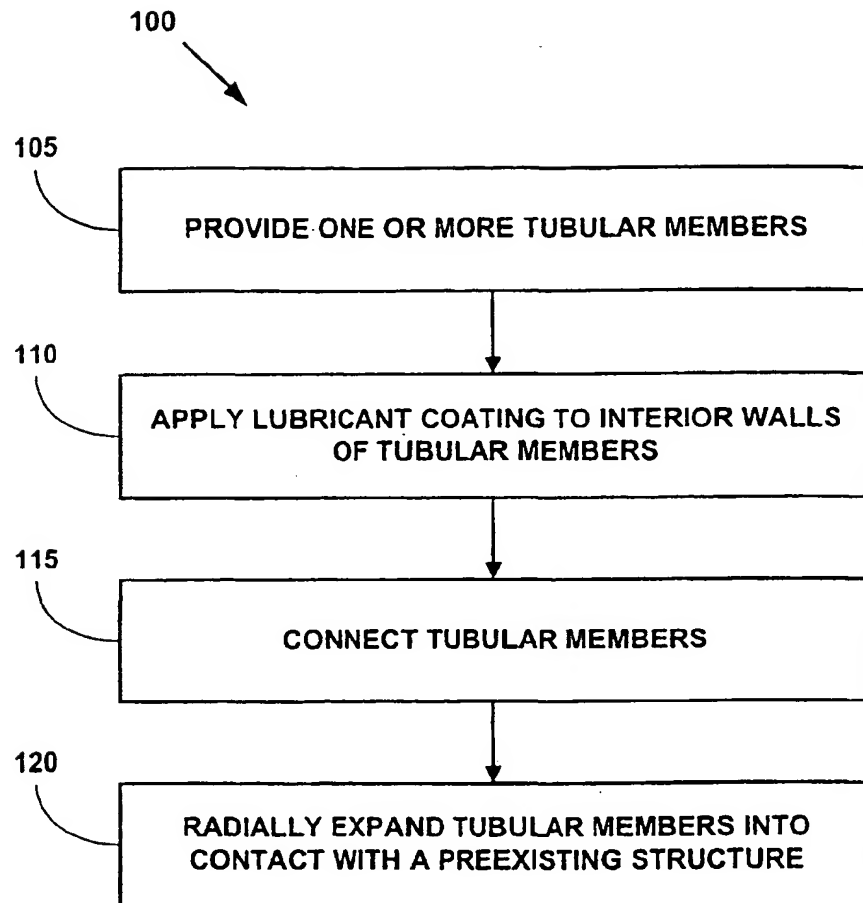 100
105
PROVIDE ONE OR MORE TUBULAR MEMBERS
110
APPLY LUBRICANT COATING TO INTERIOR WALLS
OF TUBULAR MEMBERS
115
CONNECT TUBULAR MEMBERS
120
RADIALLY EXPAND TUBULAR MEMBERS INTO
CONTACT WITH A PREEXISTING STRUCTURE